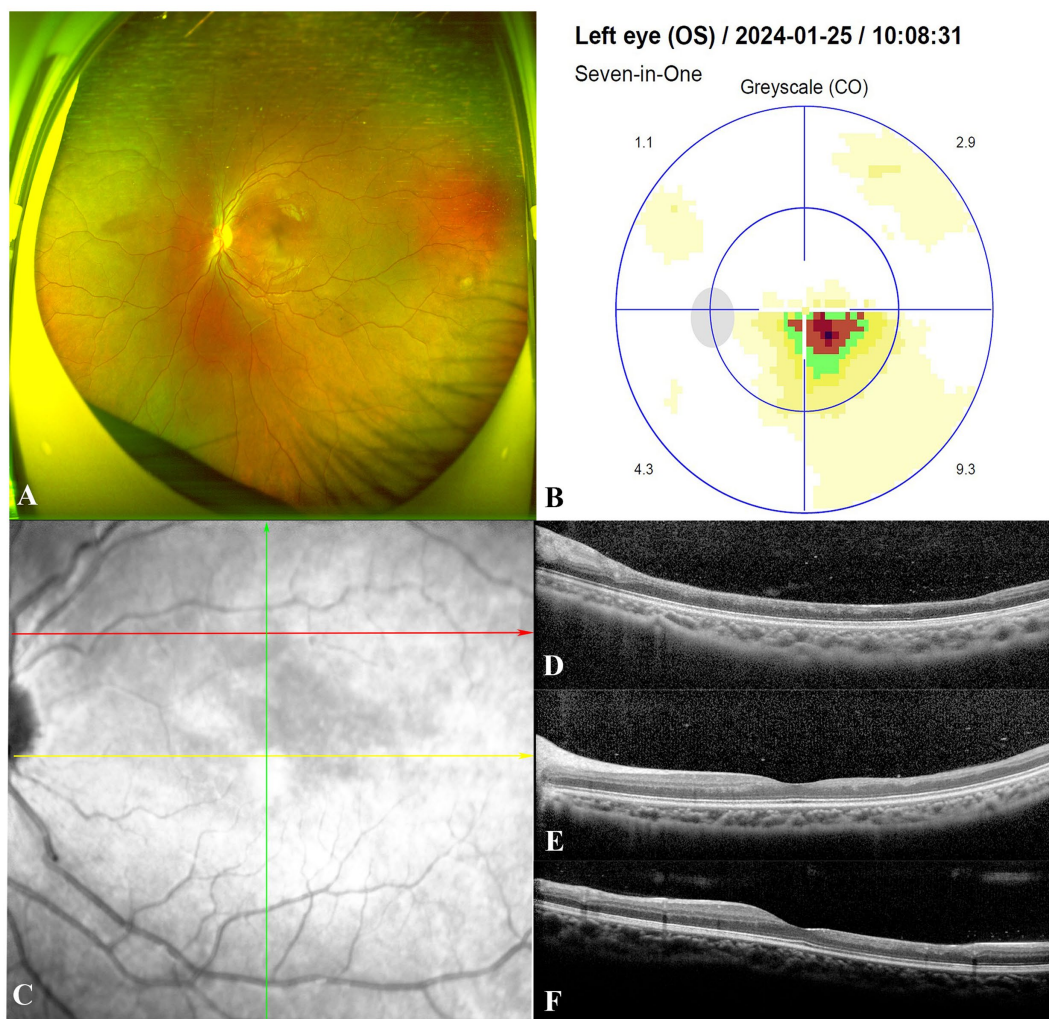 Left eye (OS) / 2024-01-25 / 10:08:31
Seven-in-One
Greyscale (CO)
1.1
2.9
4.3
9.3
A
B
C
D
E
F